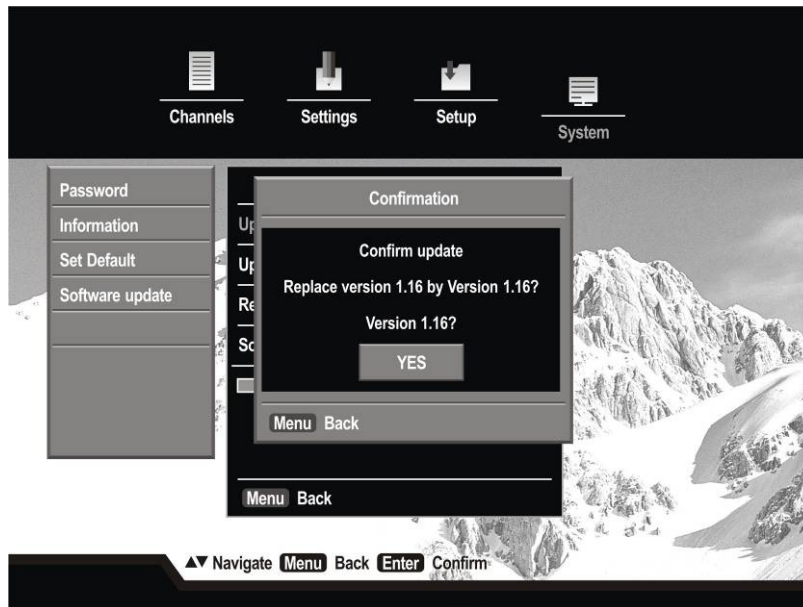 Channels Settings Setup System
Password
Information
Set Default
Software update
Confirmation
Confirm update
Replace version 1.16 by Version 1.16?
Version 1.16?
YES
Menu Back
Menu Back
Navigate Menu Back Enter Confirm